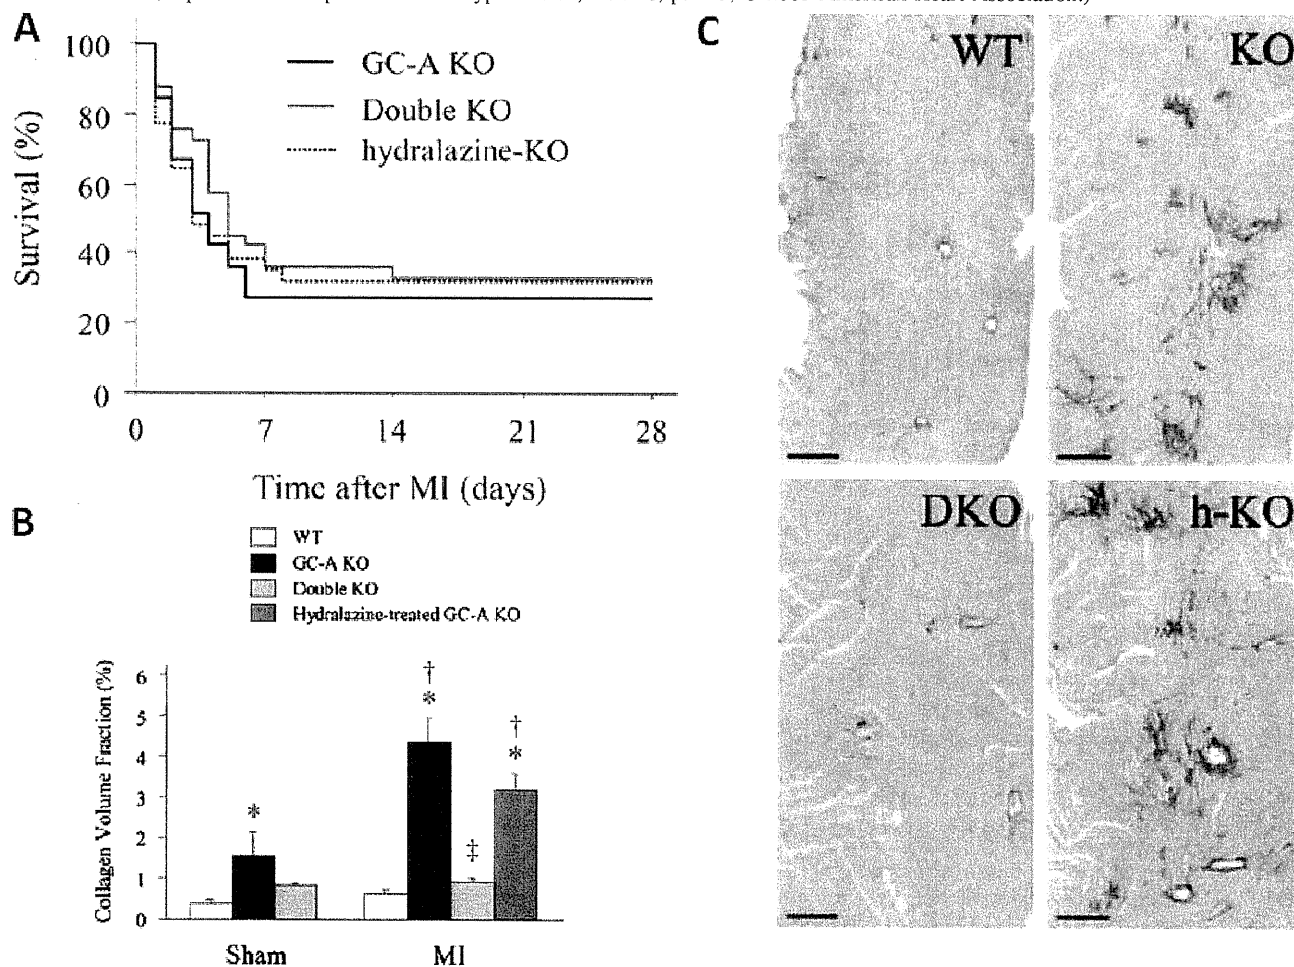 A
100
80
60
40
20
0
Survival (%)
GC-A KO
Double KO
hydralazine-KO
0 7 14 21 28
Time after MI (days)
B
WT
GC-A KO
Double KO
Hydralazine-treated GC-A KO
6
5
4
3
2
1
0
Collagen Volume Fraction (%)
*
†
*
‡
†
*
Sham MI
C
WT
KO
DKO
h-KO